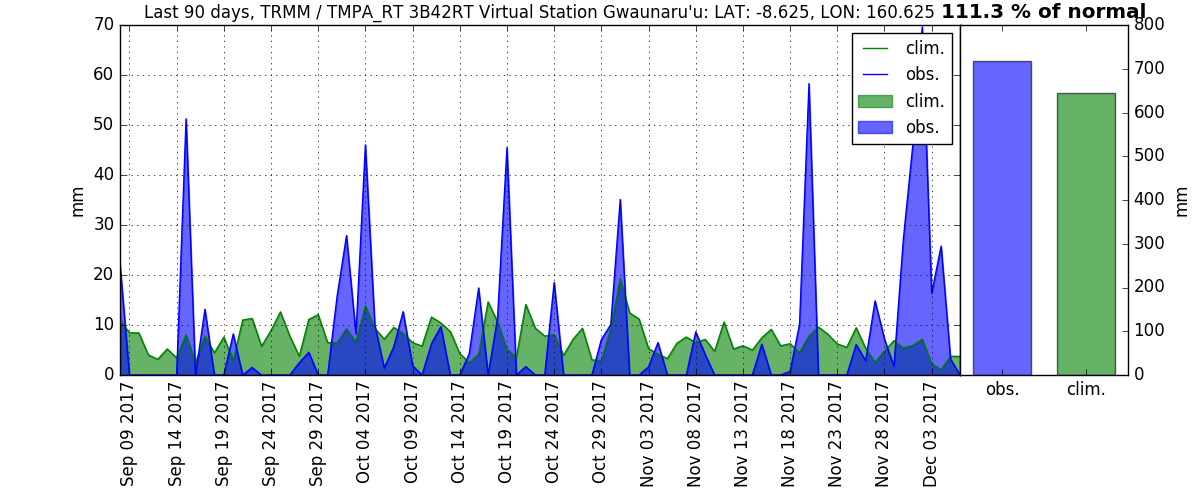 Last 90 days, TRMM / TMPA_RT 3B42RT Virtual Station Gwaunaru'u: LAT: -8.625, LON: 160.625 111.3 % of normal
70
60
50
40
30
20
10
0
mm
clim.
obs.
clim.
obs.
800
700
600
500
400
300
200
100
0
mm
obs.
clim.
Sep 09 2017
Sep 14 2017
Sep 19 2017
Sep 24 2017
Sep 29 2017
Oct 04 2017
Oct 09 2017
Oct 14 2017
Oct 19 2017
Oct 24 2017
Oct 29 2017
Nov 03 2017
Nov 08 2017
Nov 13 2017
Nov 18 2017
Nov 23 2017
Nov 28 2017
Dec 03 2017